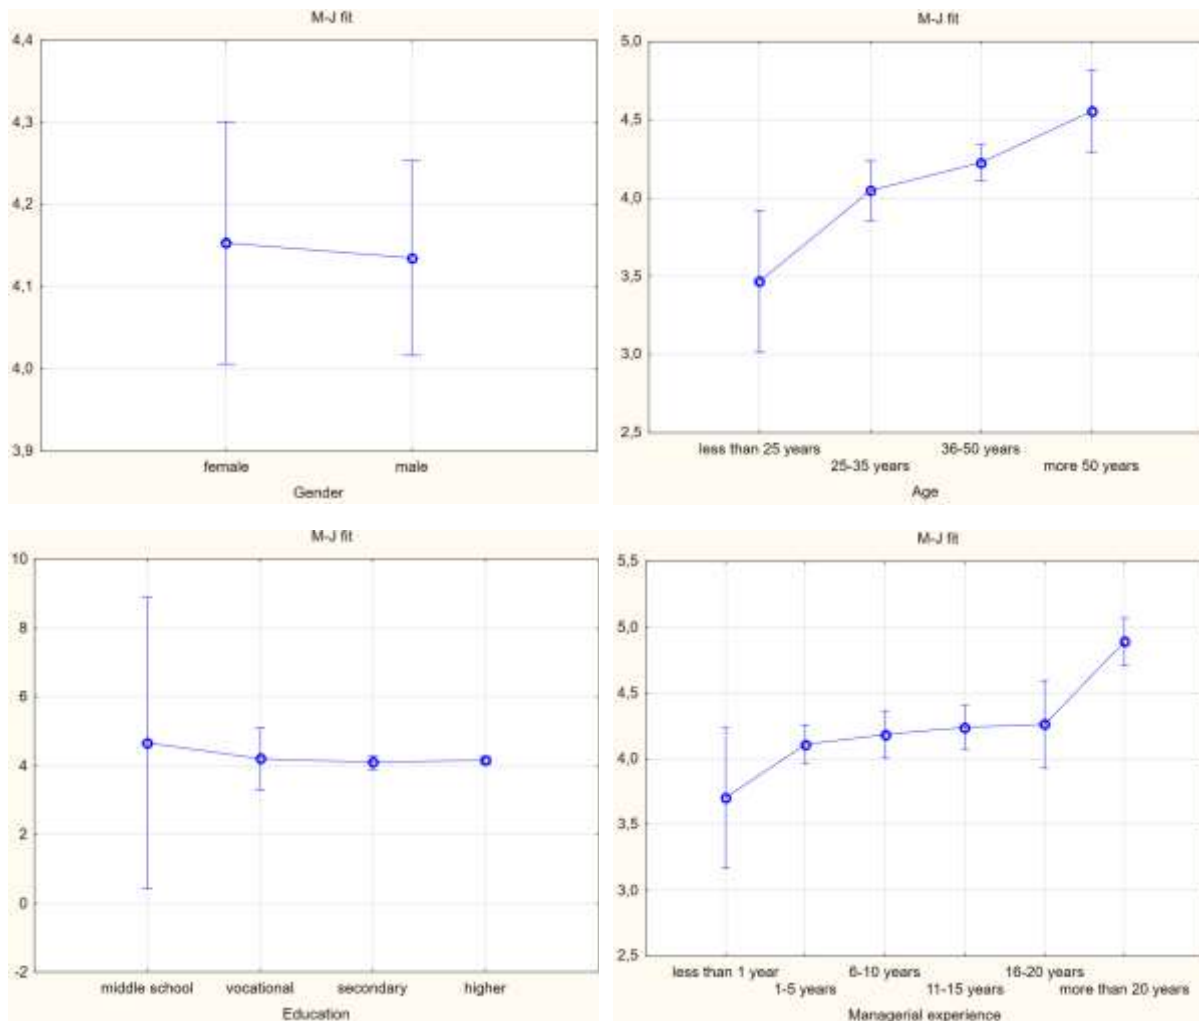 M-J fit
4,4
4,3
4,2
4,1
4,0
3,9
female male
Gender
M-J fit
5,0
4,5
4,0
3,5
3,0
2,5
less than 25 years 36-50 years
25-35 years more 50 years
Age
M-J fit
10
8
6
4
2
0
-2
middle school vocational secondary higher
Education
M-J fit
5,5
5,0
4,5
4,0
3,5
3,0
2,5
less than 1 year 6-10 years 16-20 years
1-5 years 11-15 years more than 20 years
Managerial experience